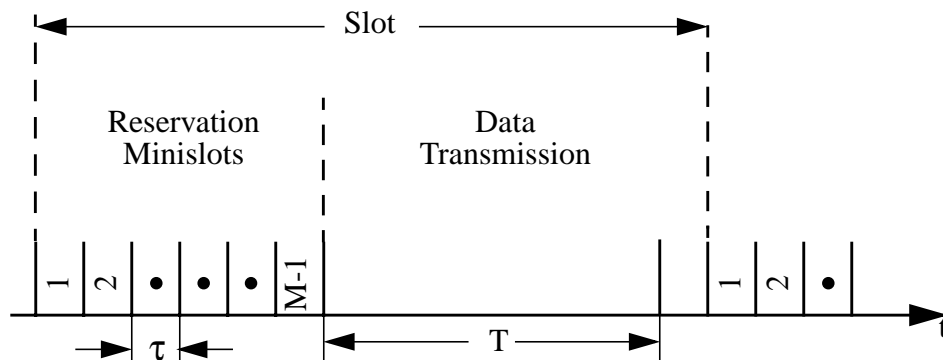 Slot
Reservation
Minislots
Data
Transmission
1
2
•
•
•
M-1
1
2
•
t
τ
T